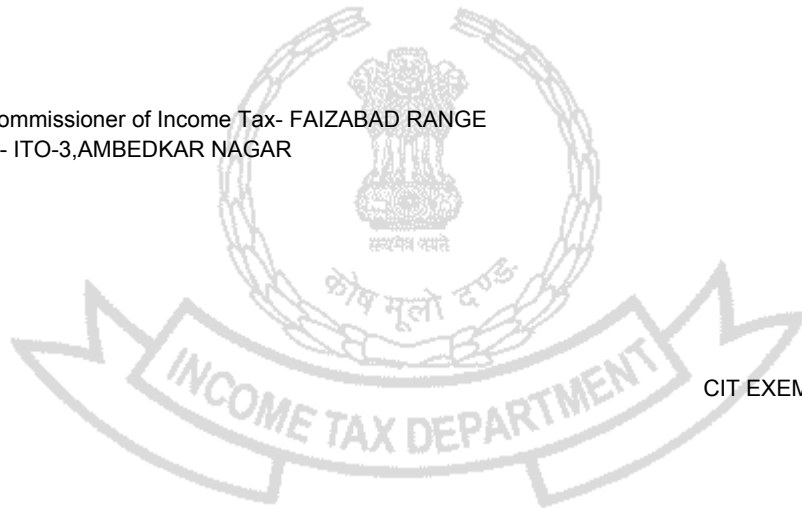 ommissioner of Income Tax- FAIZABAD RANGE
- ITO-3,AMBEDKAR NAGAR
सत्यमेव जयते
कोष मूलो दण्डः
INCOME TAX DEPARTMENT
CIT EXEM